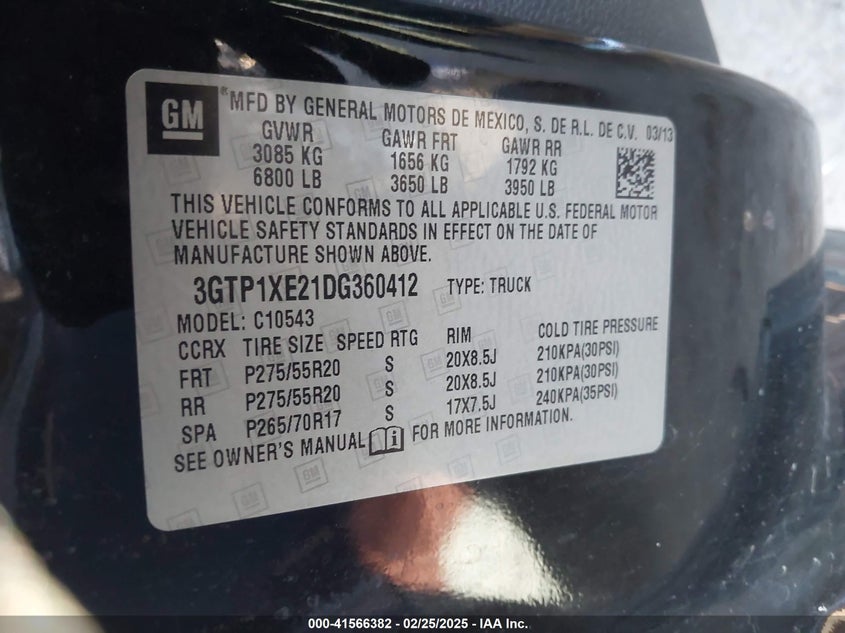 GM
®MFD BY GENERAL MOTORS DE MEXICO, S. DE R.L. DE C.V. 03/13
GVWR GAWR FRT GAWR RR
3085 KG 1656 KG 1792 KG
6800 LB 3650 LB 3950 LB
THIS VEHICLE CONFORMS TO ALL APPLICABLE U.S. FEDERAL MOTOR
VEHICLE SAFETY STANDARDS IN EFFECT ON THE DATE OF
MANUFACTURE SHOWN ABOVE.
3GTP1XE21DG360412 TYPE: TRUCK
MODEL: C10543
CCRX TIRE SIZE SPEED RTG RIM COLD TIRE PRESSURE
FRT P275/55R20 S 20X8.5J 210KPA(30PSI)
RR P275/55R20 S 20X8.5J 210KPA(30PSI)
SPA P265/70R17 S 17X7.5J 240KPA(35PSI)
SEE OWNER'S MANUAL FOR MORE INFORMATION.
000-41566382 / 02/25/2025 - IAA Inc.